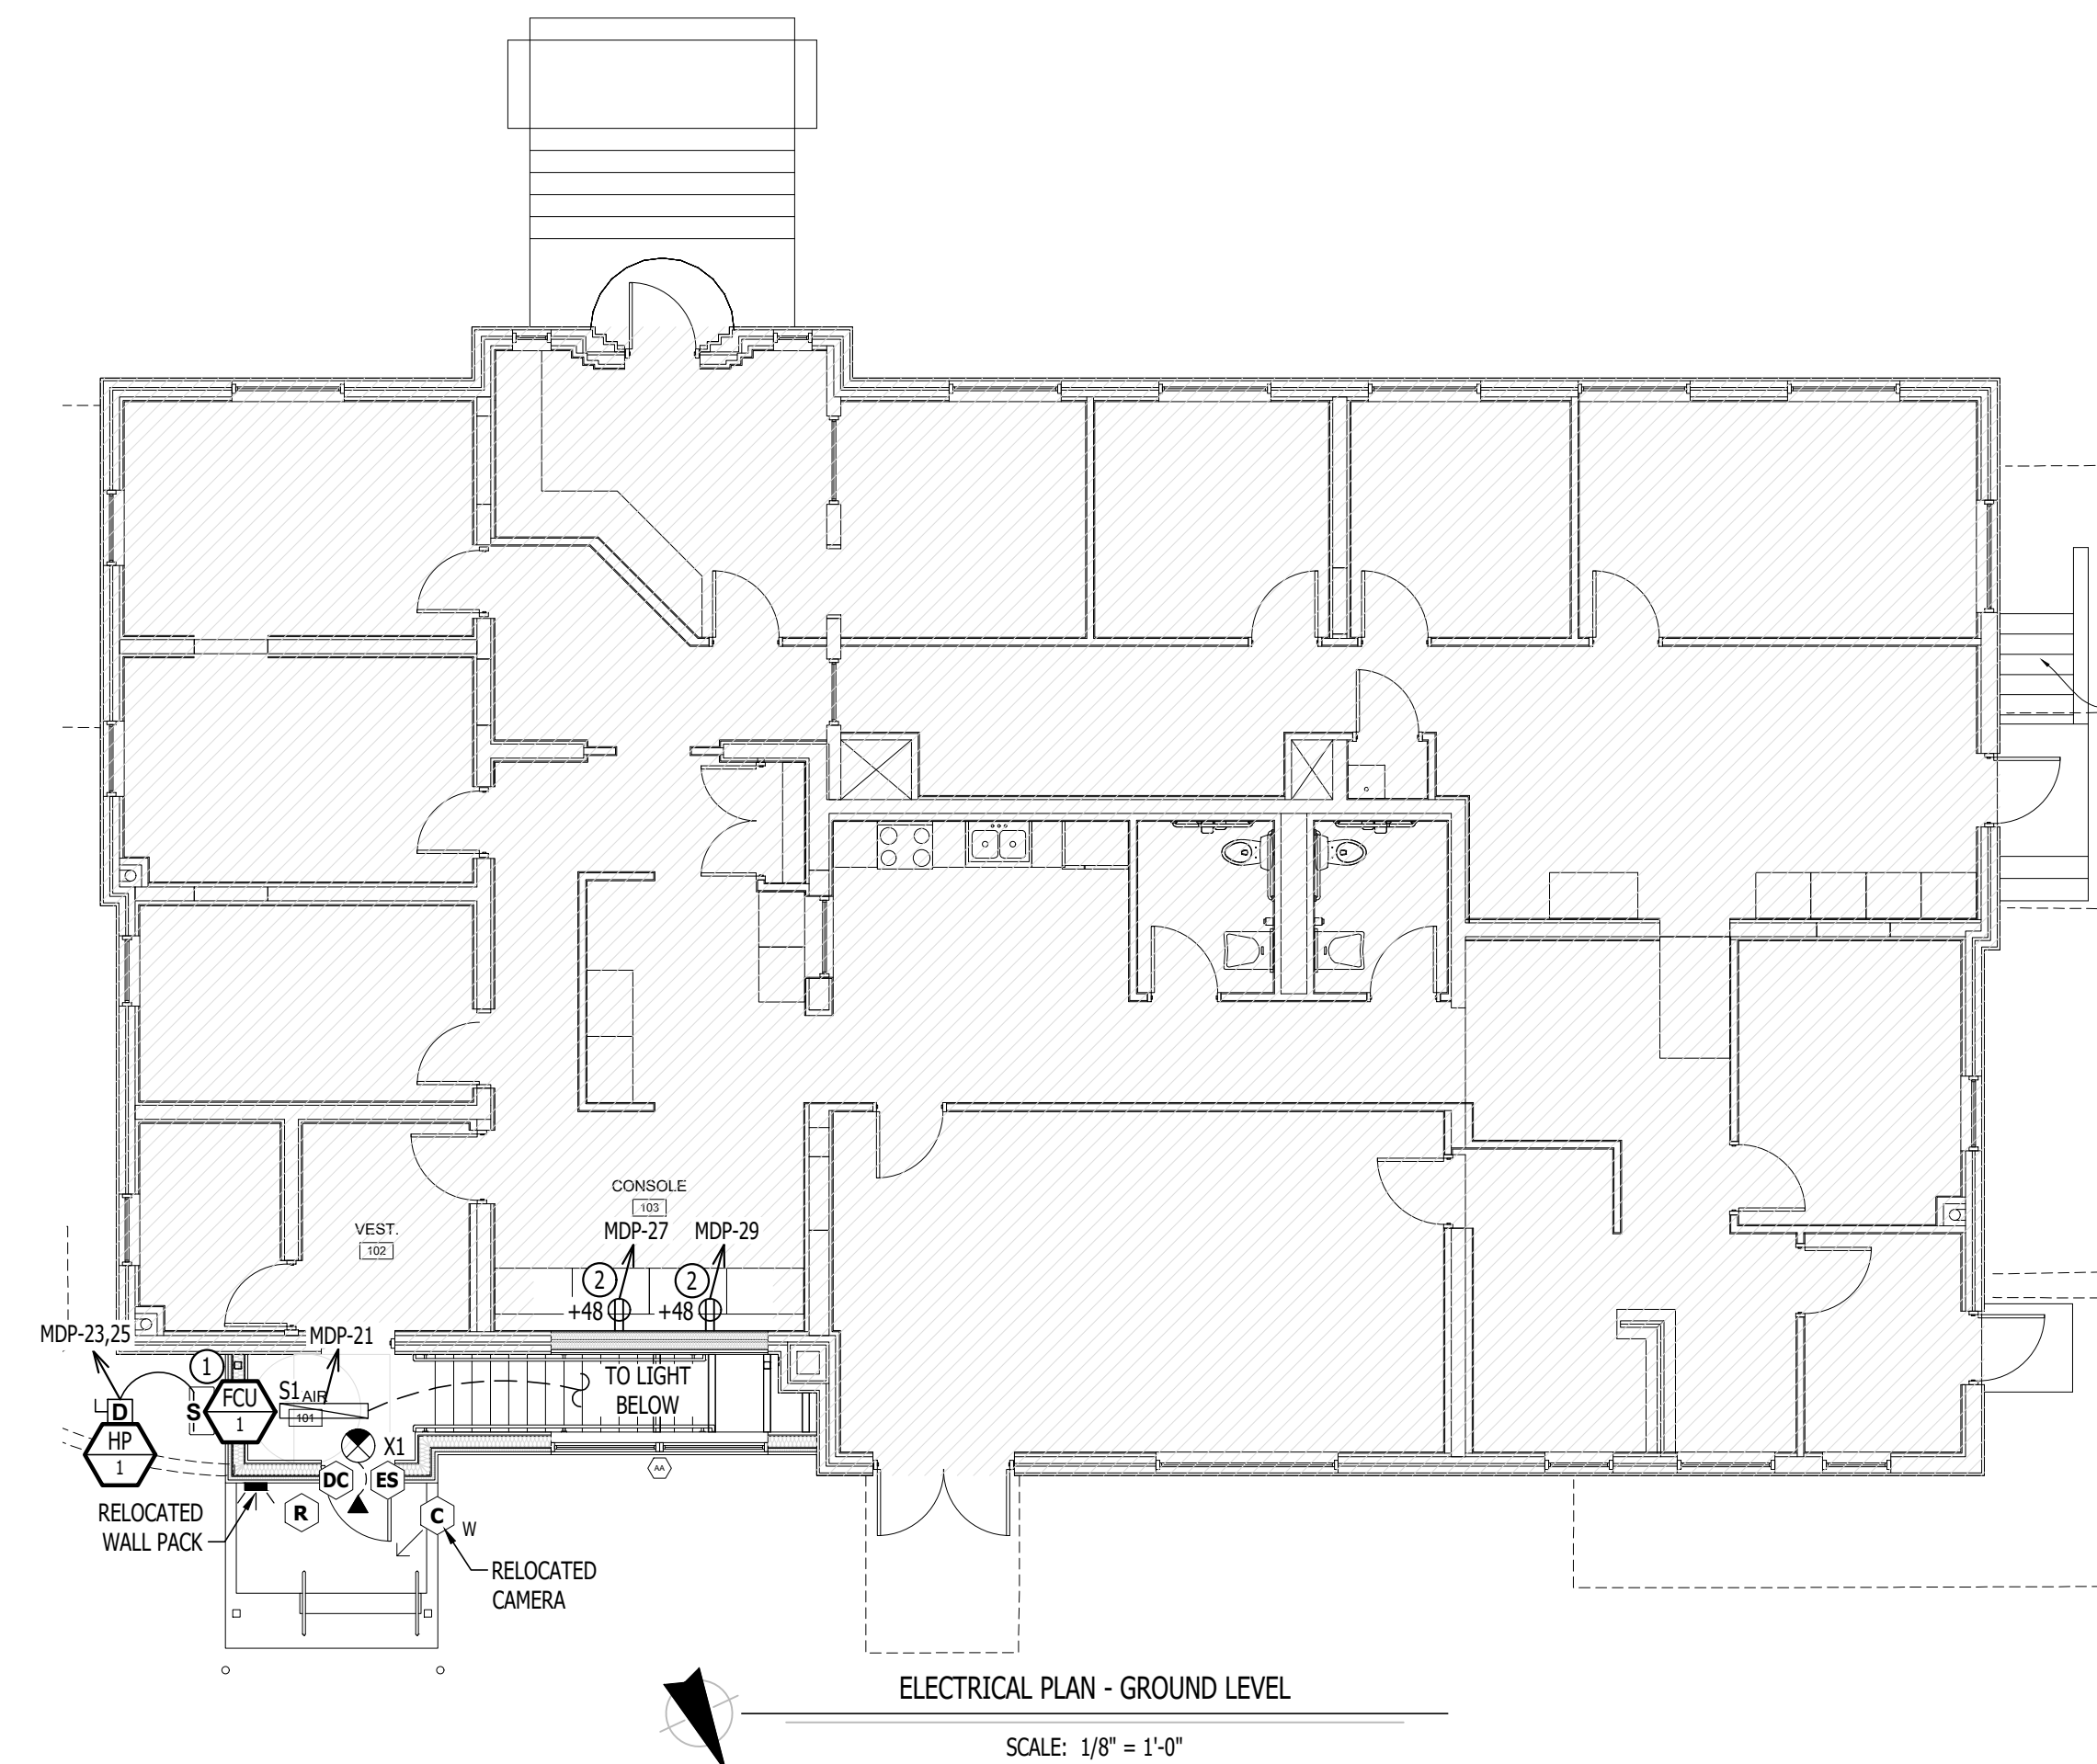 CONSOLE
103
MDP-27
MDP-29
VEST.
102
2
2
+48
+48
MDP-23,25
MDP-21
1
TO LIGHT
BELOW
FCU
1
S1
AIR
101
D
S
HP
1
X1
DC
ES
AA
R
C
W
RELOCATED
WALL PACK
RELOCATED
CAMERA
ELECTRICAL PLAN - GROUND LEVEL
SCALE: 1/8" = 1'-0"